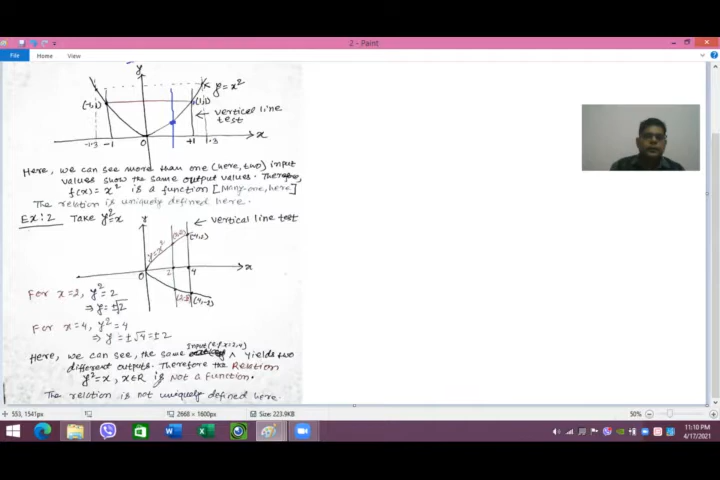 2 - Paint
File Home View
y
y = x²
(-1,1) (1,1)
← vertical line
test
-1.3 -1 0 +1 1.3 x
Here, we can see more than one (here, two) input
values show the same output values. Therefore,
f(x) = x² is a function [Many-one, here]
The relation is uniquely defined here.
Ex: 2 Take y² = x
y
← vertical line test
(4,2)
y = x²
0 2 4 x
(4,-2)
For x=2, y² = 2
⇒ y = ±√2
For x=4, y² = 4
⇒ y = ±√4 = ±2
Input (e.g. x=2,4)
Here, we can see, the same ^ yields two
different outputs. Therefore the Relation
y² = x, x∈R is Not a Function.
The relation is not uniquely defined here.
553, 1541px 2668 × 1600px Size: 223.9KB 50%
11:10 PM
4/17/2021